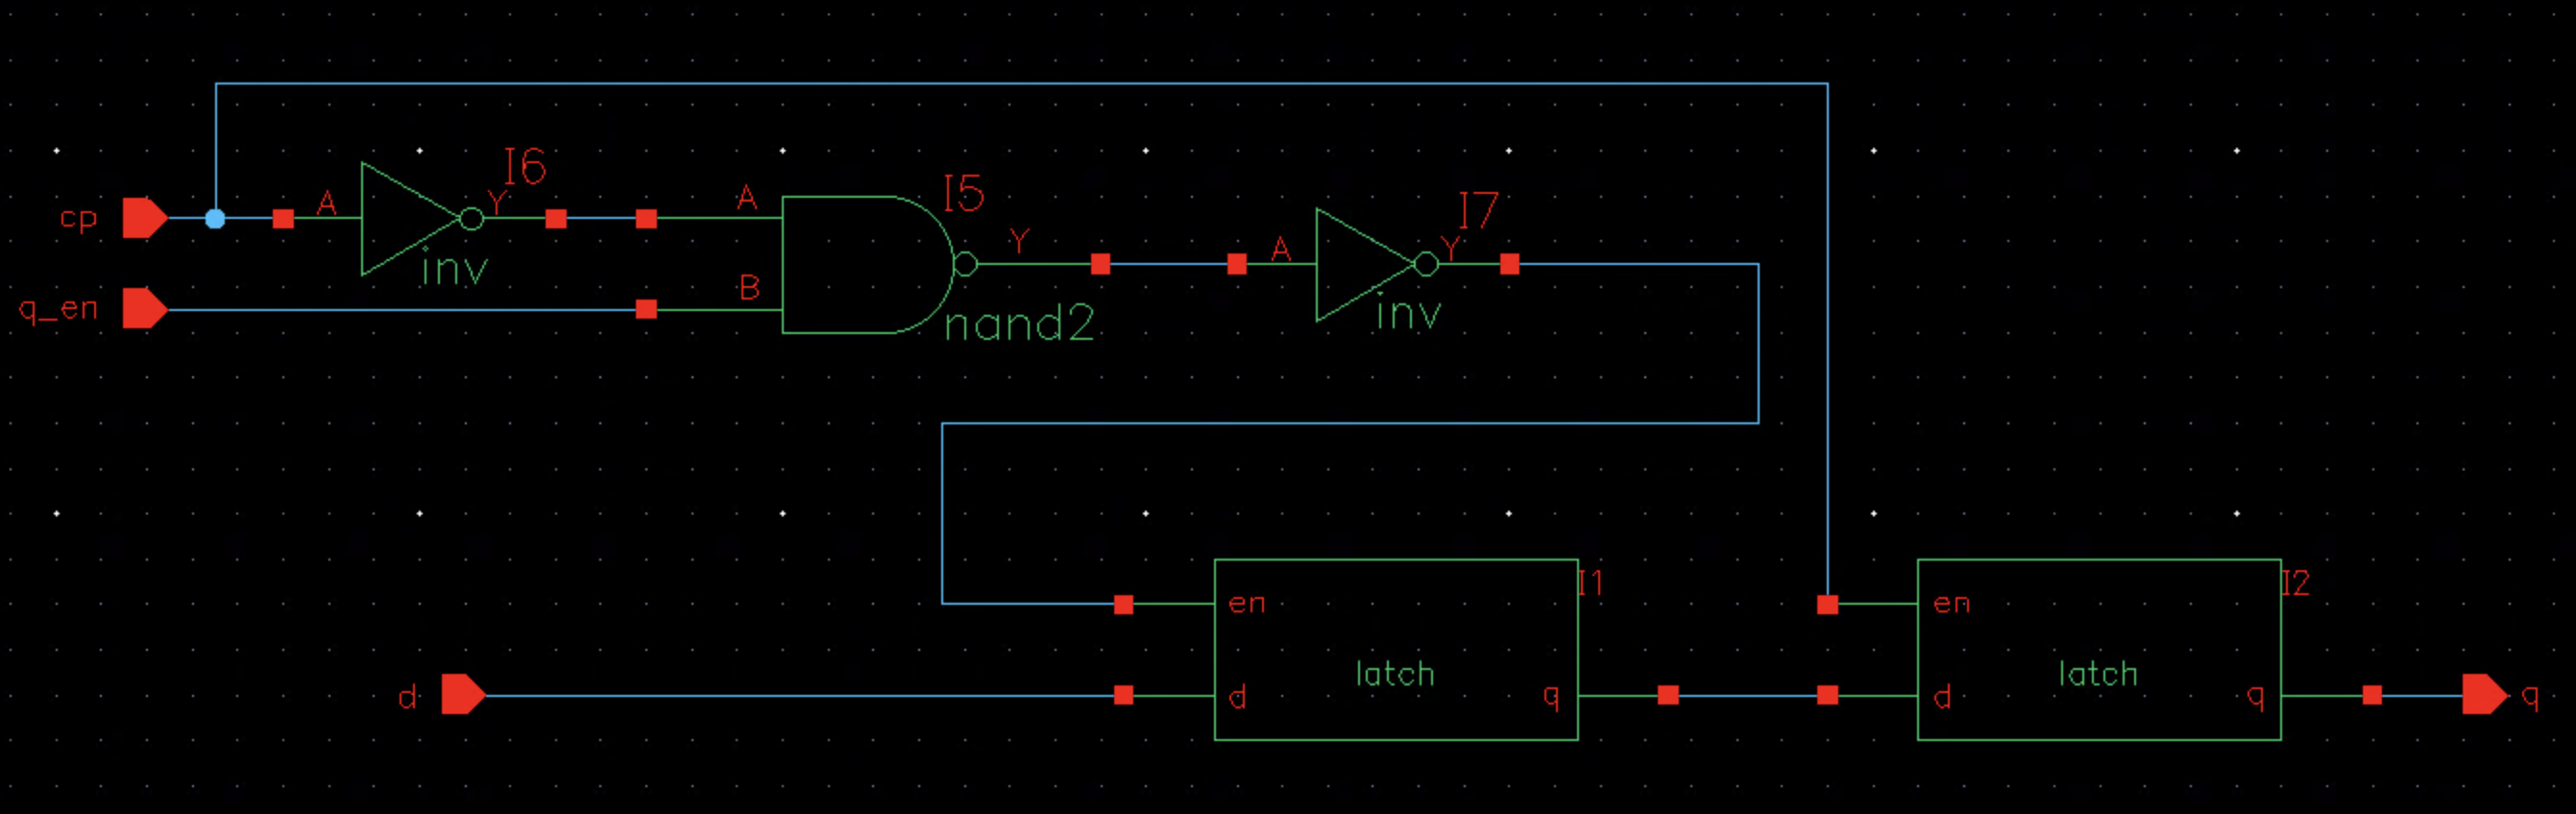 I6
cp
A
Y
A
I5
I7
inv
Y
A
Y
q_en
B
nand2
inv
en
I1
en
I2
latch
latch
d
d
q
d
q
q